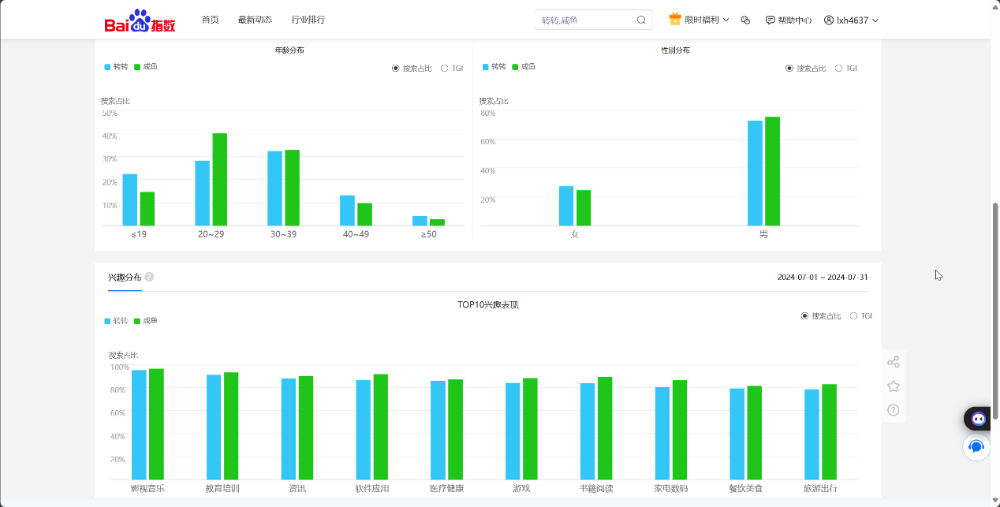 Bai du 指数 首页 最新动态 行业排行 转转,咸鱼 限时福利 帮助中心 lxh4637
年龄分布
转转 咸鱼 搜索占比 TGI
搜索占比
50%
40%
30%
20%
10%
≤19 20~29 30~39 40~49 ≥50
性别分布
转转 咸鱼 搜索占比 TGI
搜索占比
80%
60%
40%
20%
女 男
兴趣分布 ? 2024-07-01 ~ 2024-07-31
TOP10兴趣表现
转转 咸鱼 搜索占比 TGI
搜索占比
100%
80%
60%
40%
20%
影视音乐 教育培训 资讯 软件应用 医疗健康 游戏 书籍阅读 家电数码 餐饮美食 旅游出行